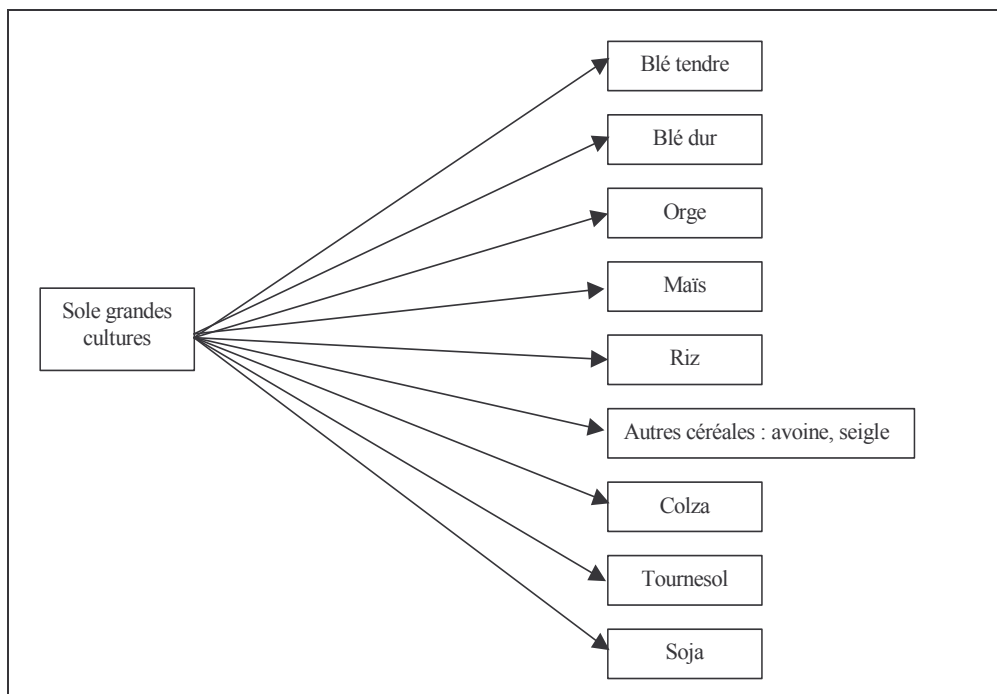 Blé tendre
Blé dur
Orge
Maïs
Sole grandes
cultures
Riz
Autres céréales : avoine, seigle
Colza
Tournesol
Soja